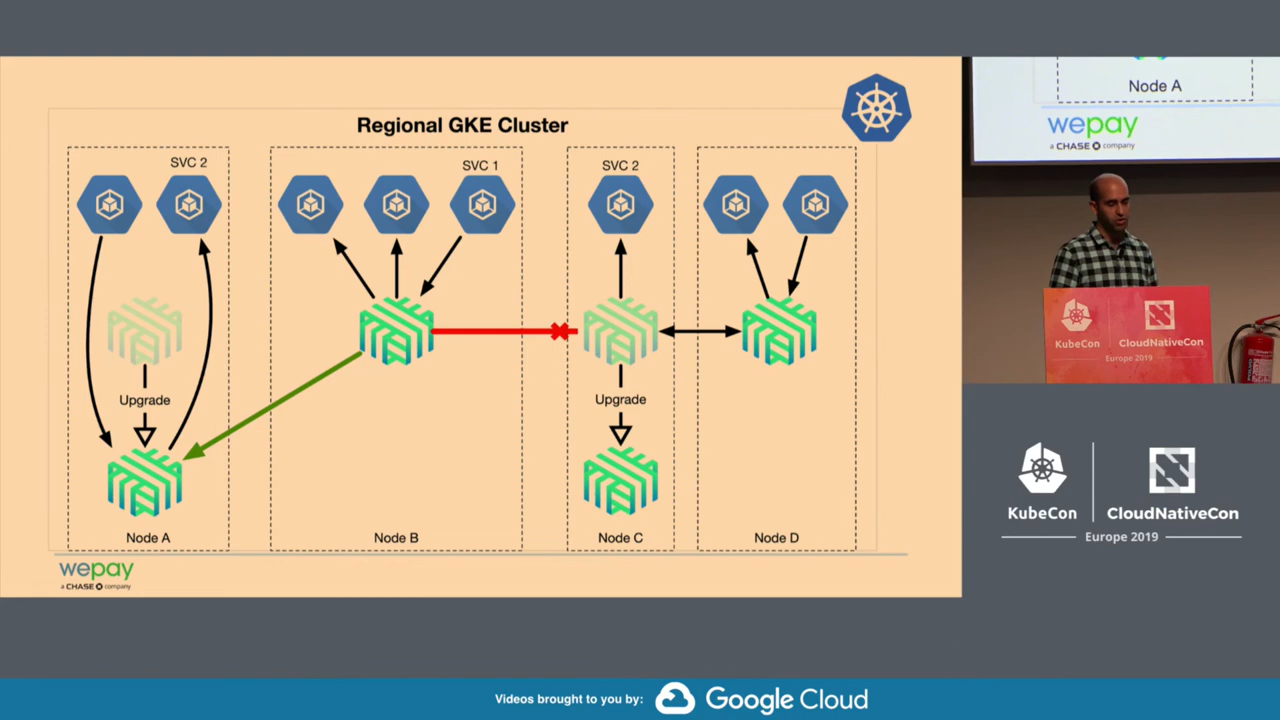 Regional GKE Cluster
SVC 2
SVC 1
SVC 2
Upgrade
Upgrade
Node A
Node B
Node C
Node D
wepay
a CHASE company
Node A
wepay
a CHASE company
KubeCon
CloudNativeCon
Europe 2019
KubeCon
CloudNativeCon
Europe 2019
Videos brought to you by:
Google Cloud